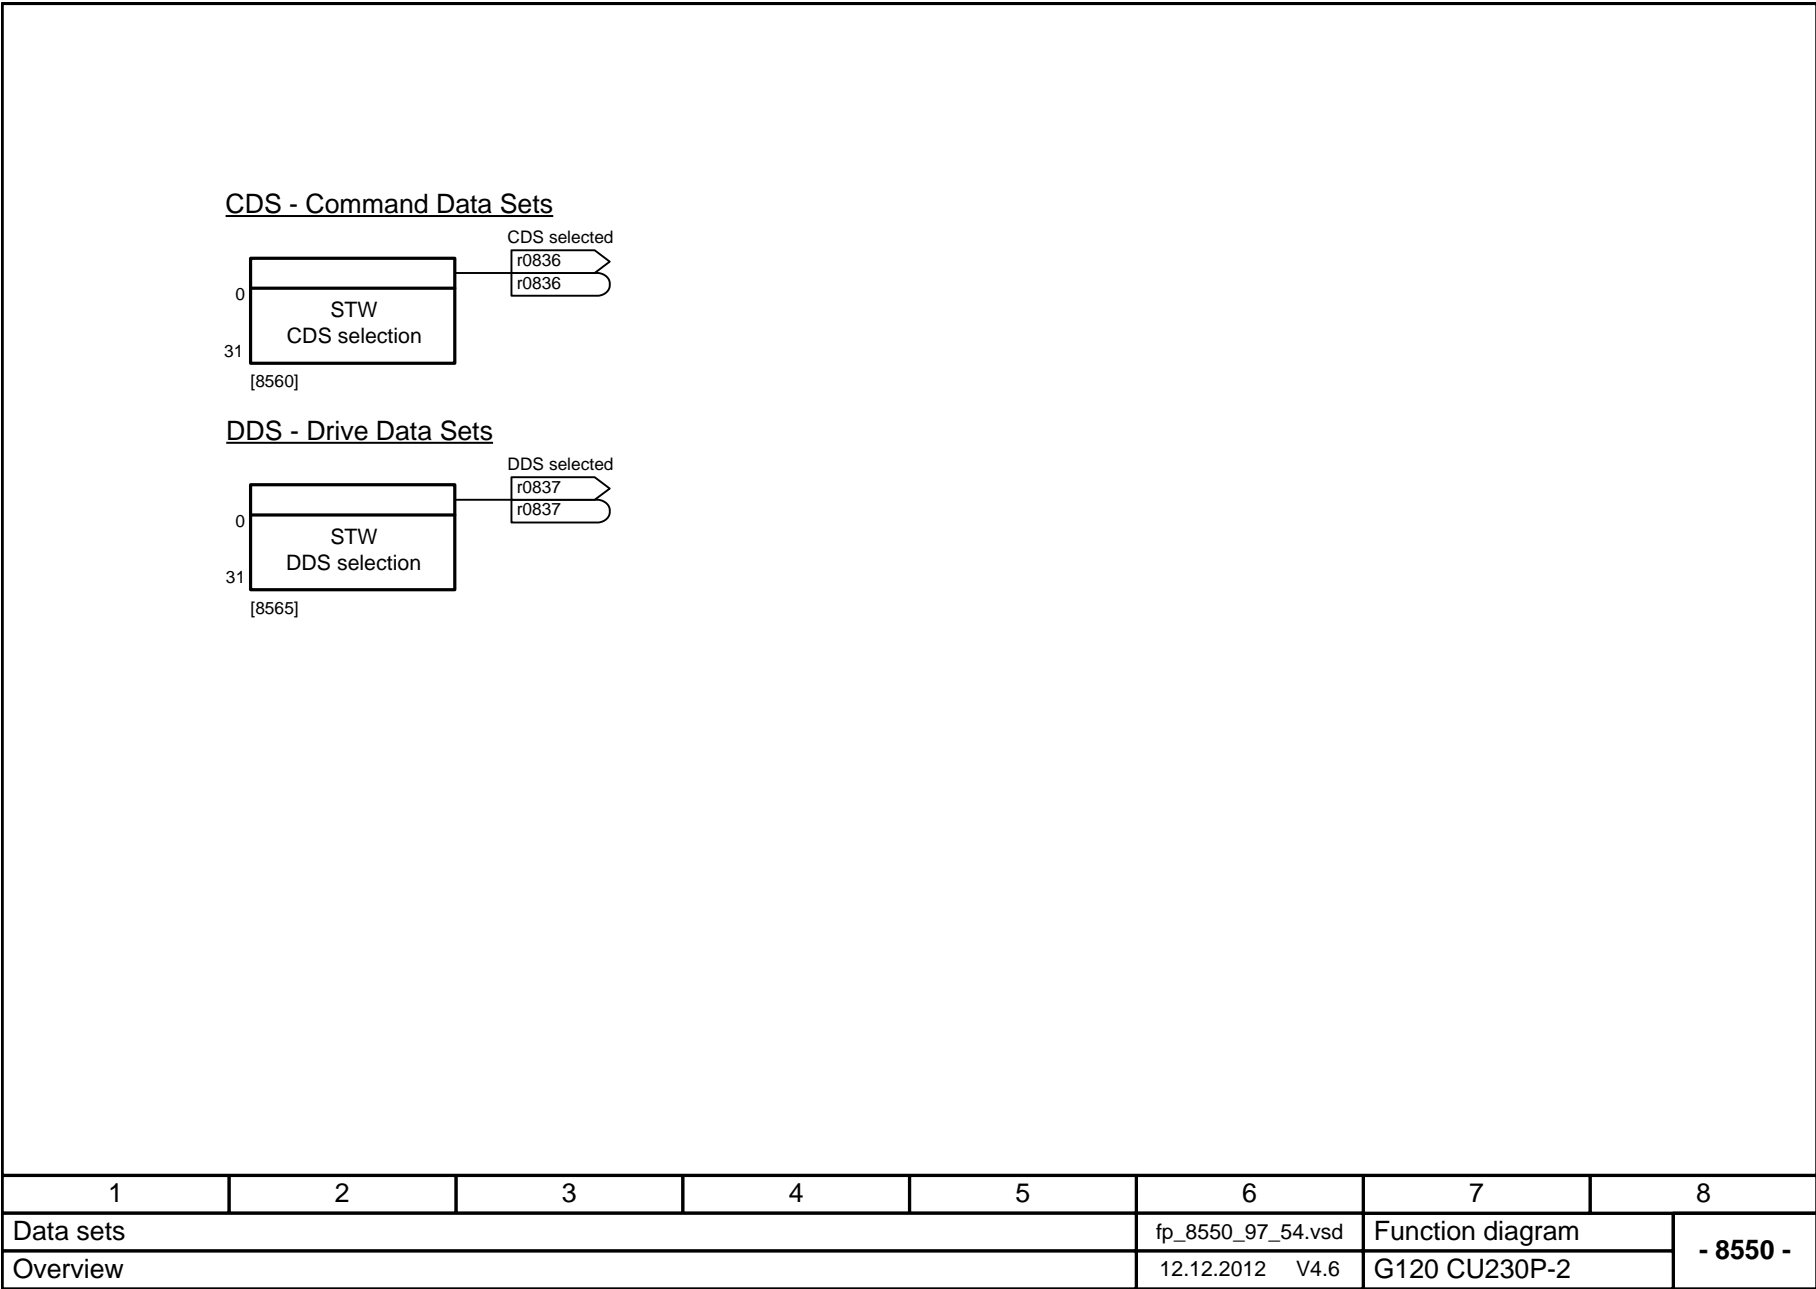 CDS - Command Data Sets
CDS selected
r0836
r0836
0
STW
CDS selection
31
[8560]
DDS - Drive Data Sets
DDS selected
r0837
r0837
0
STW
DDS selection
31
[8565]
1 2 3 4 5 6 7 8
Data sets fp_8550_97_54.vsd Function diagram
- 8550 -
Overview 12.12.2012 V4.6 G120 CU230P-2